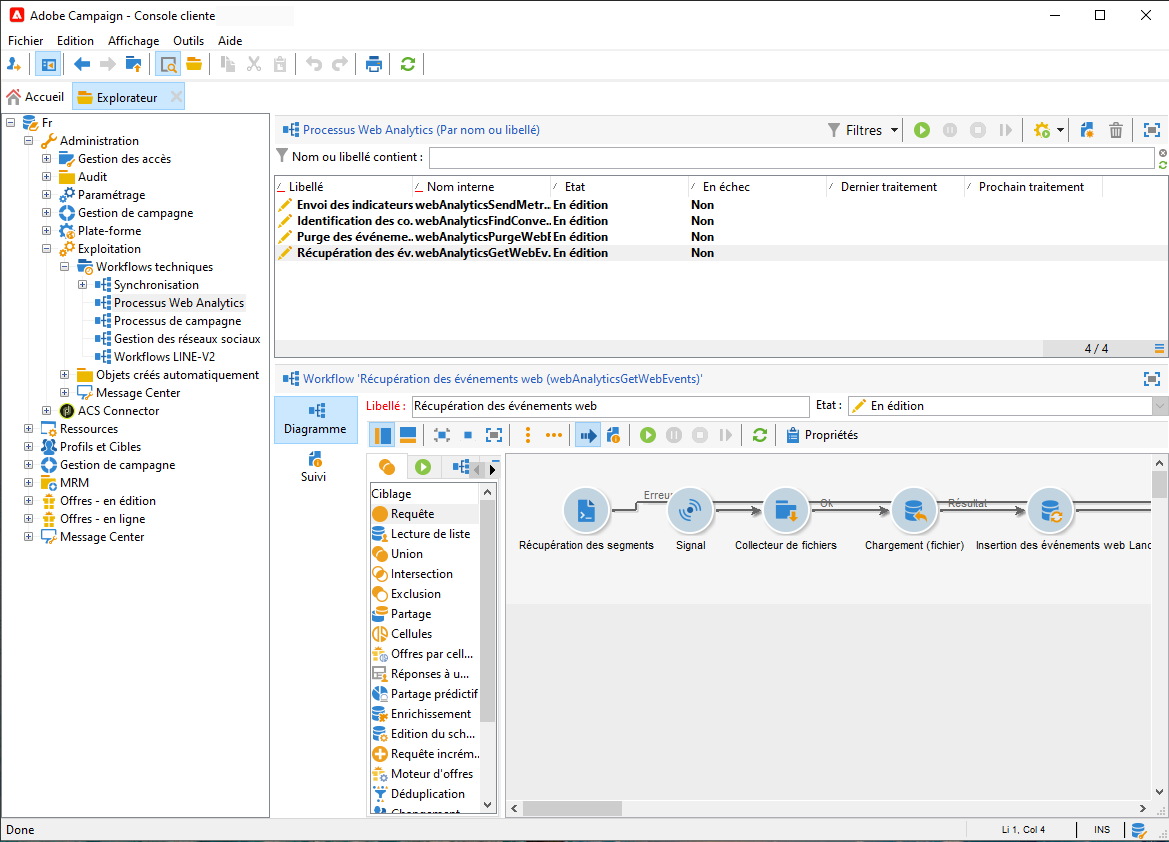 Adobe Campaign - Console cliente
Fichier Edition Affichage Outils Aide
Accueil Explorateur
Fr
Administration
Gestion des accès
Audit
Paramétrage
Gestion de campagne
Plate-forme
Exploitation
Workflows techniques
Synchronisation
Processus Web Analytics
Processus de campagne
Gestion des réseaux sociaux
Workflows LINE-V2
Objets créés automatiquement
Message Center
ACS Connector
Ressources
Profils et Cibles
Gestion de campagne
MRM
Offres - en édition
Offres - en ligne
Message Center
Processus Web Analytics (Par nom ou libellé)
Filtres
Nom ou libellé contient :
Libellé Nom interne Etat En échec Dernier traitement Prochain traitement
Envoi des indicateurs webAnalyticsSendMetr... En édition Non
Identification des co... webAnalyticsFindConve... En édition Non
Purge des événeme... webAnalyticsPurgeWebE En édition Non
Récupération des év... webAnalyticsGetWebEv... En édition Non
4 / 4
Workflow 'Récupération des événements web (webAnalyticsGetWebEvents)'
Diagramme
Suivi
Libellé : Récupération des événements web Etat : En édition
Propriétés
Ciblage
Requête
Lecture de liste
Union
Intersection
Exclusion
Partage
Cellules
Offres par cell...
Réponses à u...
Partage prédictif
Enrichissement
Edition du sch...
Requête incrém...
Moteur d'offres
Déduplication
Changement
Erreur Ok Résultat
Récupération des segments Signal Collecteur de fichiers Chargement (fichier) Insertion des événements web Lanc
Done Li 1, Col 4 INS